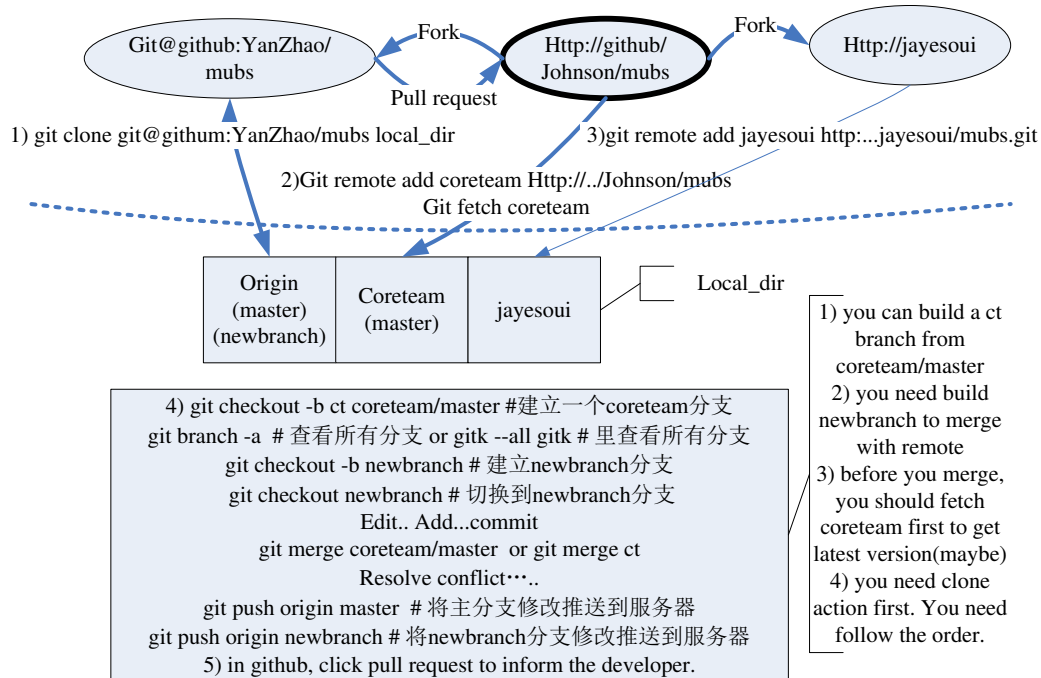 Git@github:YanZhao/
mubs
Fork
Http://github/
Johnson/mubs
Fork
Http://jayesoui
Pull request
1) git clone git@githum:YanZhao/mubs local_dir
3)git remote add jayesoui http:...jayesoui/mubs.git
2)Git remote add coreteam Http://../Johnson/mubs
Git fetch coreteam
Origin
(master)
(newbranch)
Coreteam
(master)
jayesoui
Local_dir
1) you can build a ct
branch from
coreteam/master
2) you need build
newbranch to merge
with remote
3) before you merge,
you should fetch
coreteam first to get
latest version(maybe)
4) you need clone
action first. You need
follow the order.
4) git checkout -b ct coreteam/master #建立一个coreteam分支
git branch -a  # 查看所有分支 or gitk --all gitk # 里查看所有分支
git checkout -b newbranch # 建立newbranch分支
git checkout newbranch # 切换到newbranch分支
Edit.. Add...commit
git merge coreteam/master  or git merge ct
Resolve conflict…..
git push origin master  # 将主分支修改推送到服务器
git push origin newbranch # 将newbranch分支修改推送到服务器
5) in github, click pull request to inform the developer.